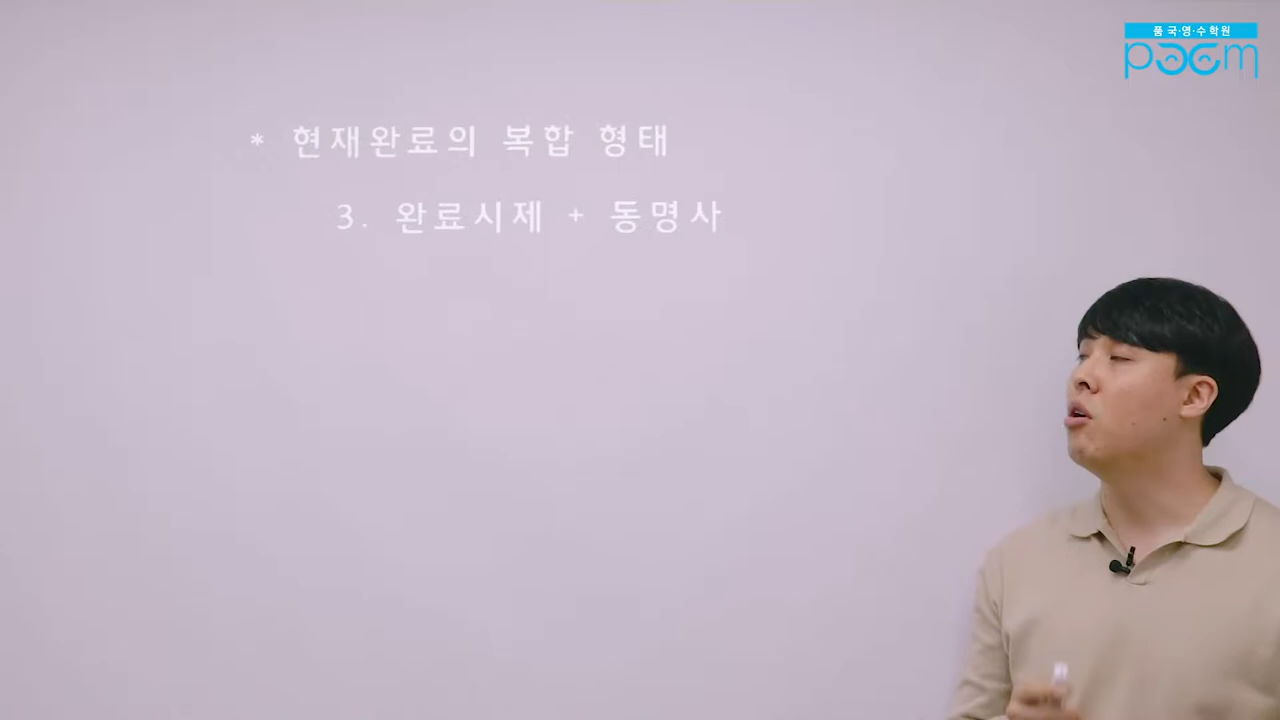 품 국·영·수 학원
poem
* 현재완료의 복합 형태
3. 완료시제 + 동명사